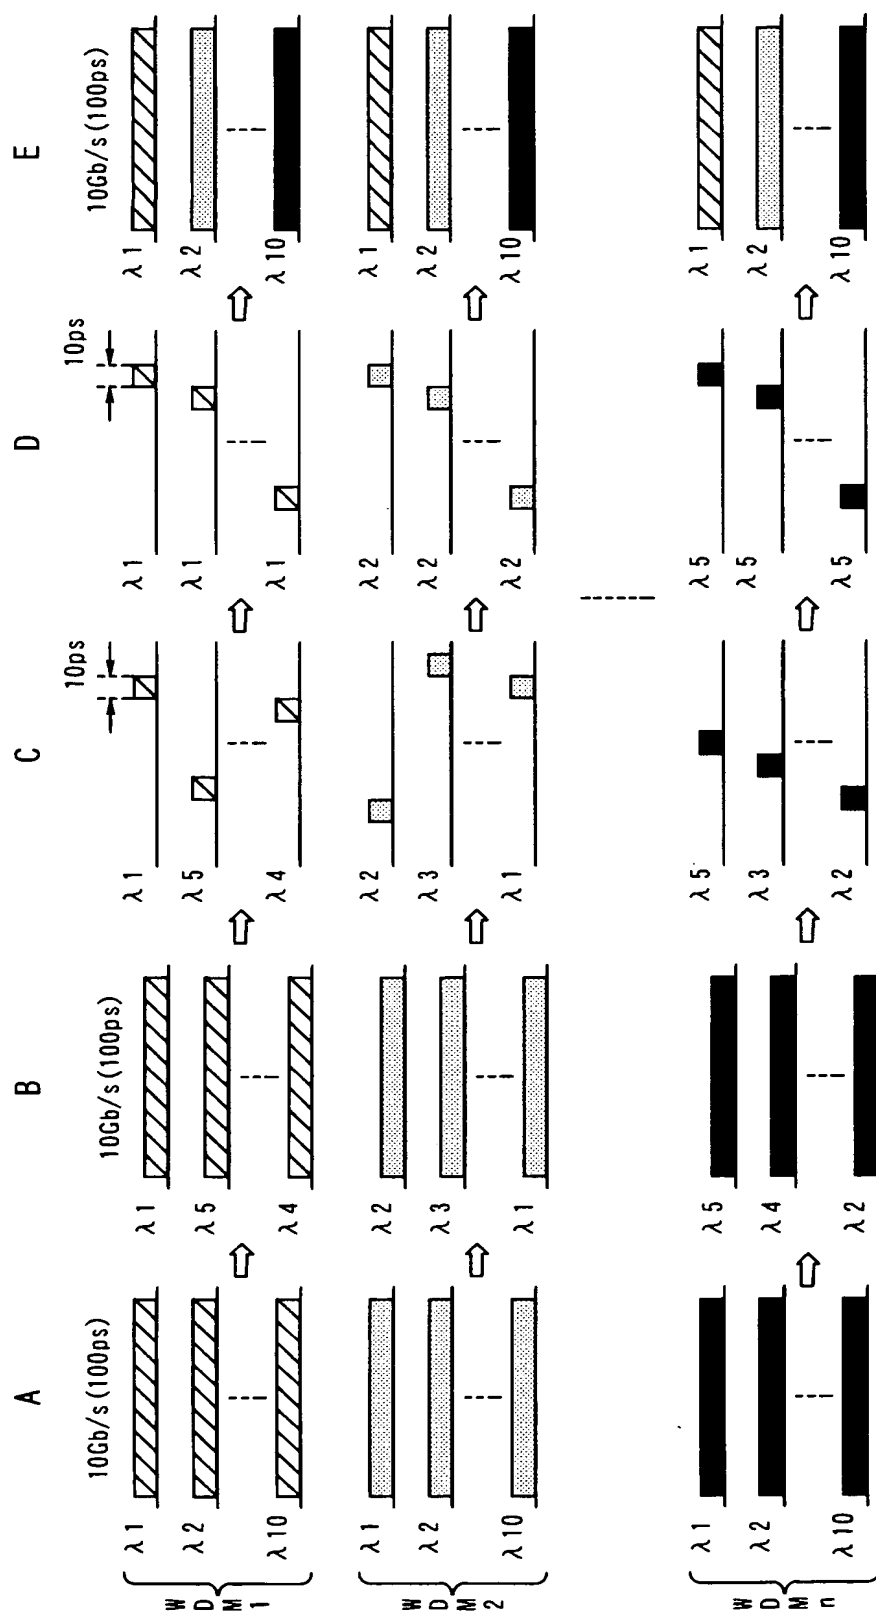 A B C D E
10Gb/s(100ps) 10Gb/s(100ps) 10ps 10ps 10Gb/s(100ps)
WDM1
λ1 λ1 λ1 λ1 λ1
λ2 λ5 λ5 λ1 λ2
λ10 λ4 λ4 λ1 λ10
WDM2
λ1 λ2 λ2 λ2 λ1
λ2 λ3 λ3 λ2 λ2
λ10 λ1 λ1 λ2 λ10
WDMn
λ1 λ5 λ5 λ5 λ1
λ2 λ4 λ3 λ5 λ2
λ10 λ2 λ2 λ5 λ10